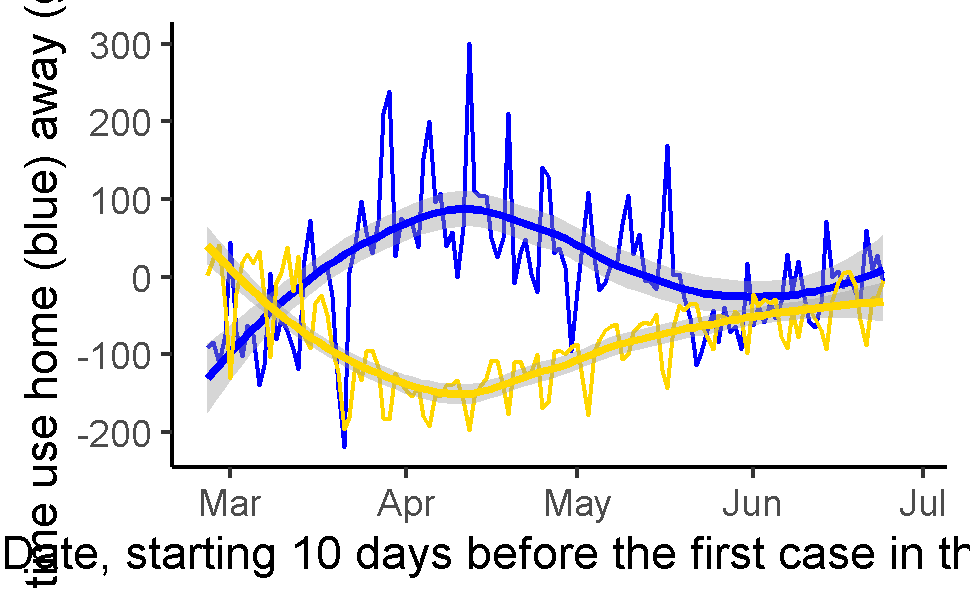 time use home (blue) away (
300
200
100
0
-100
-200
Mar Apr May Jun Jul
Date, starting 10 days before the first case in th